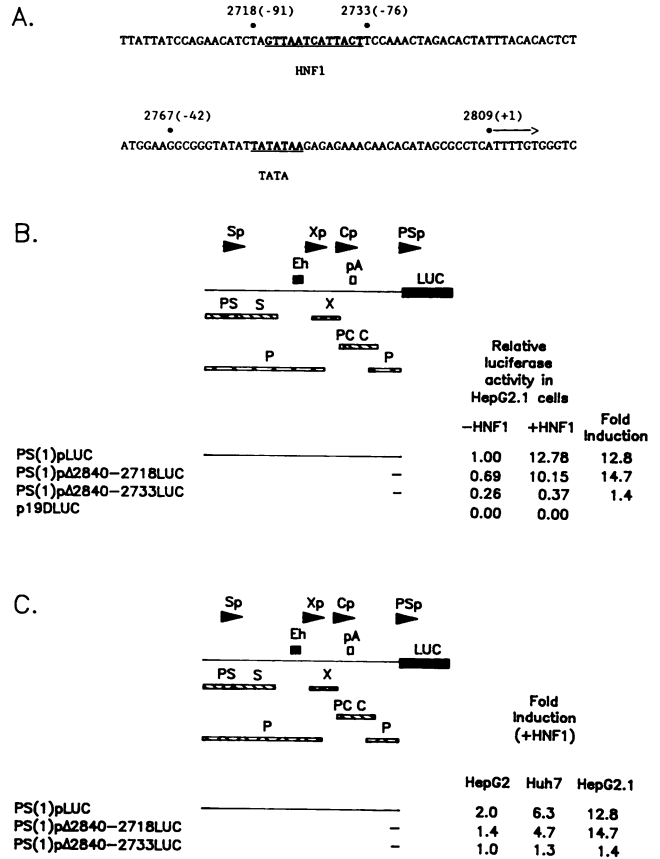 A.
2718(-91) 2733(-76)
TTATTATCCAGAACATCTAGTTAATCATTACTTCCAAACTAGACACTATTTACACACTCT
HNF1
2767(-42) 2809(+1)
ATGGAAGGCGGGTATATTATATAAGAGAGAAACAACACATAGCGCCTCATTTTGTGGGTC
TATA
B.
Sp Xp Cp PSp
Eh pA LUC
PS S X
PC C
P P
Relative
luciferase
activity in
HepG2.1 cells
Fold
Induction
−HNF1 +HNF1
PS(1)pLUC 1.00 12.78 12.8
PS(1)pΔ2840−2718LUC 0.69 10.15 14.7
PS(1)pΔ2840−2733LUC 0.26 0.37 1.4
p19DLUC 0.00 0.00
C.
Sp Xp Cp PSp
Eh pA LUC
PS S X
PC C
P P
Fold
Induction
(+HNF1)
HepG2 Huh7 HepG2.1
PS(1)pLUC 2.0 6.3 12.8
PS(1)pΔ2840−2718LUC 1.4 4.7 14.7
PS(1)pΔ2840−2733LUC 1.0 1.3 1.4